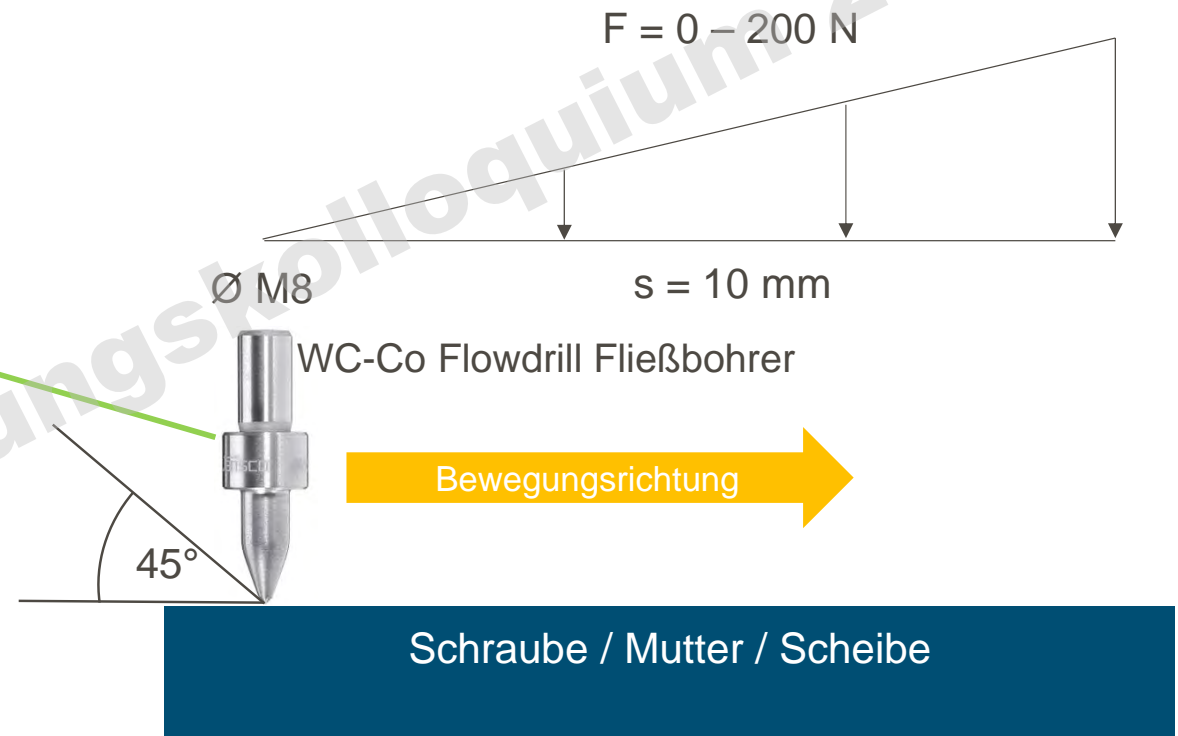 F = 0 – 200 N
s = 10 mm
Ø M8
WC-Co Flowdrill Fließbohrer
Bewegungsrichtung
45°
Schraube / Mutter / Scheibe